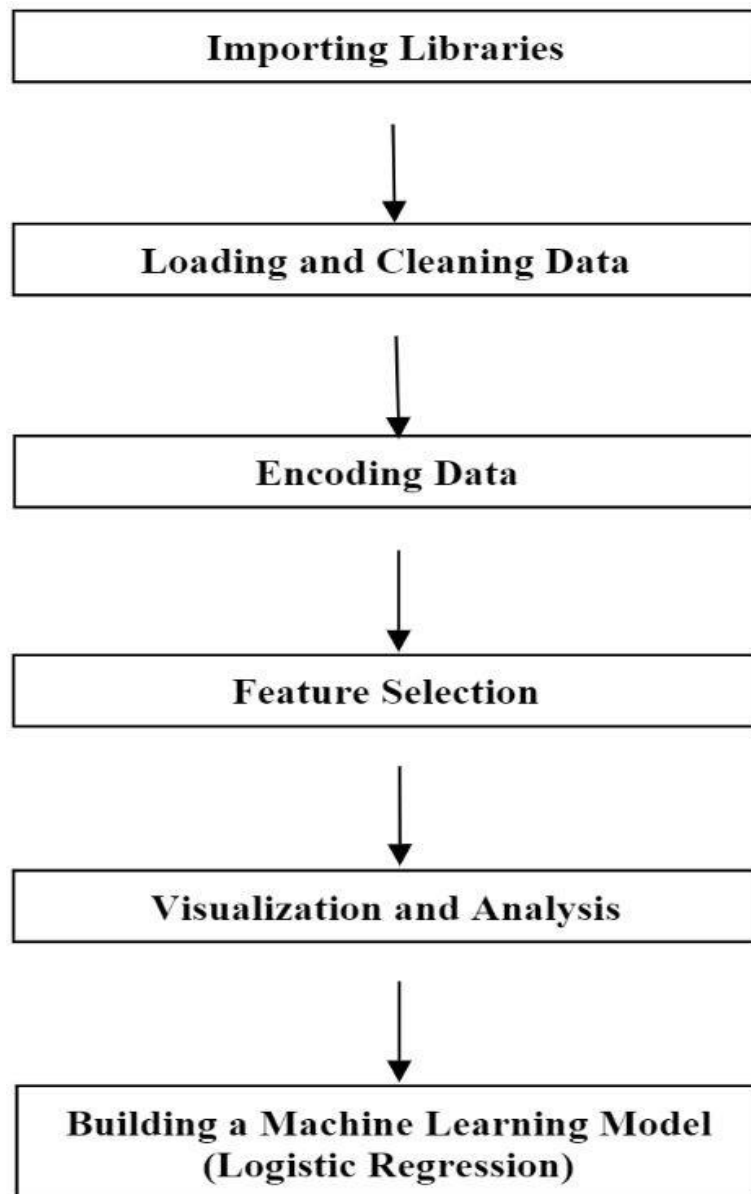 Importing Libraries
Loading and Cleaning Data
Encoding Data
Feature Selection
Visualization and Analysis
Building a Machine Learning Model
(Logistic Regression)